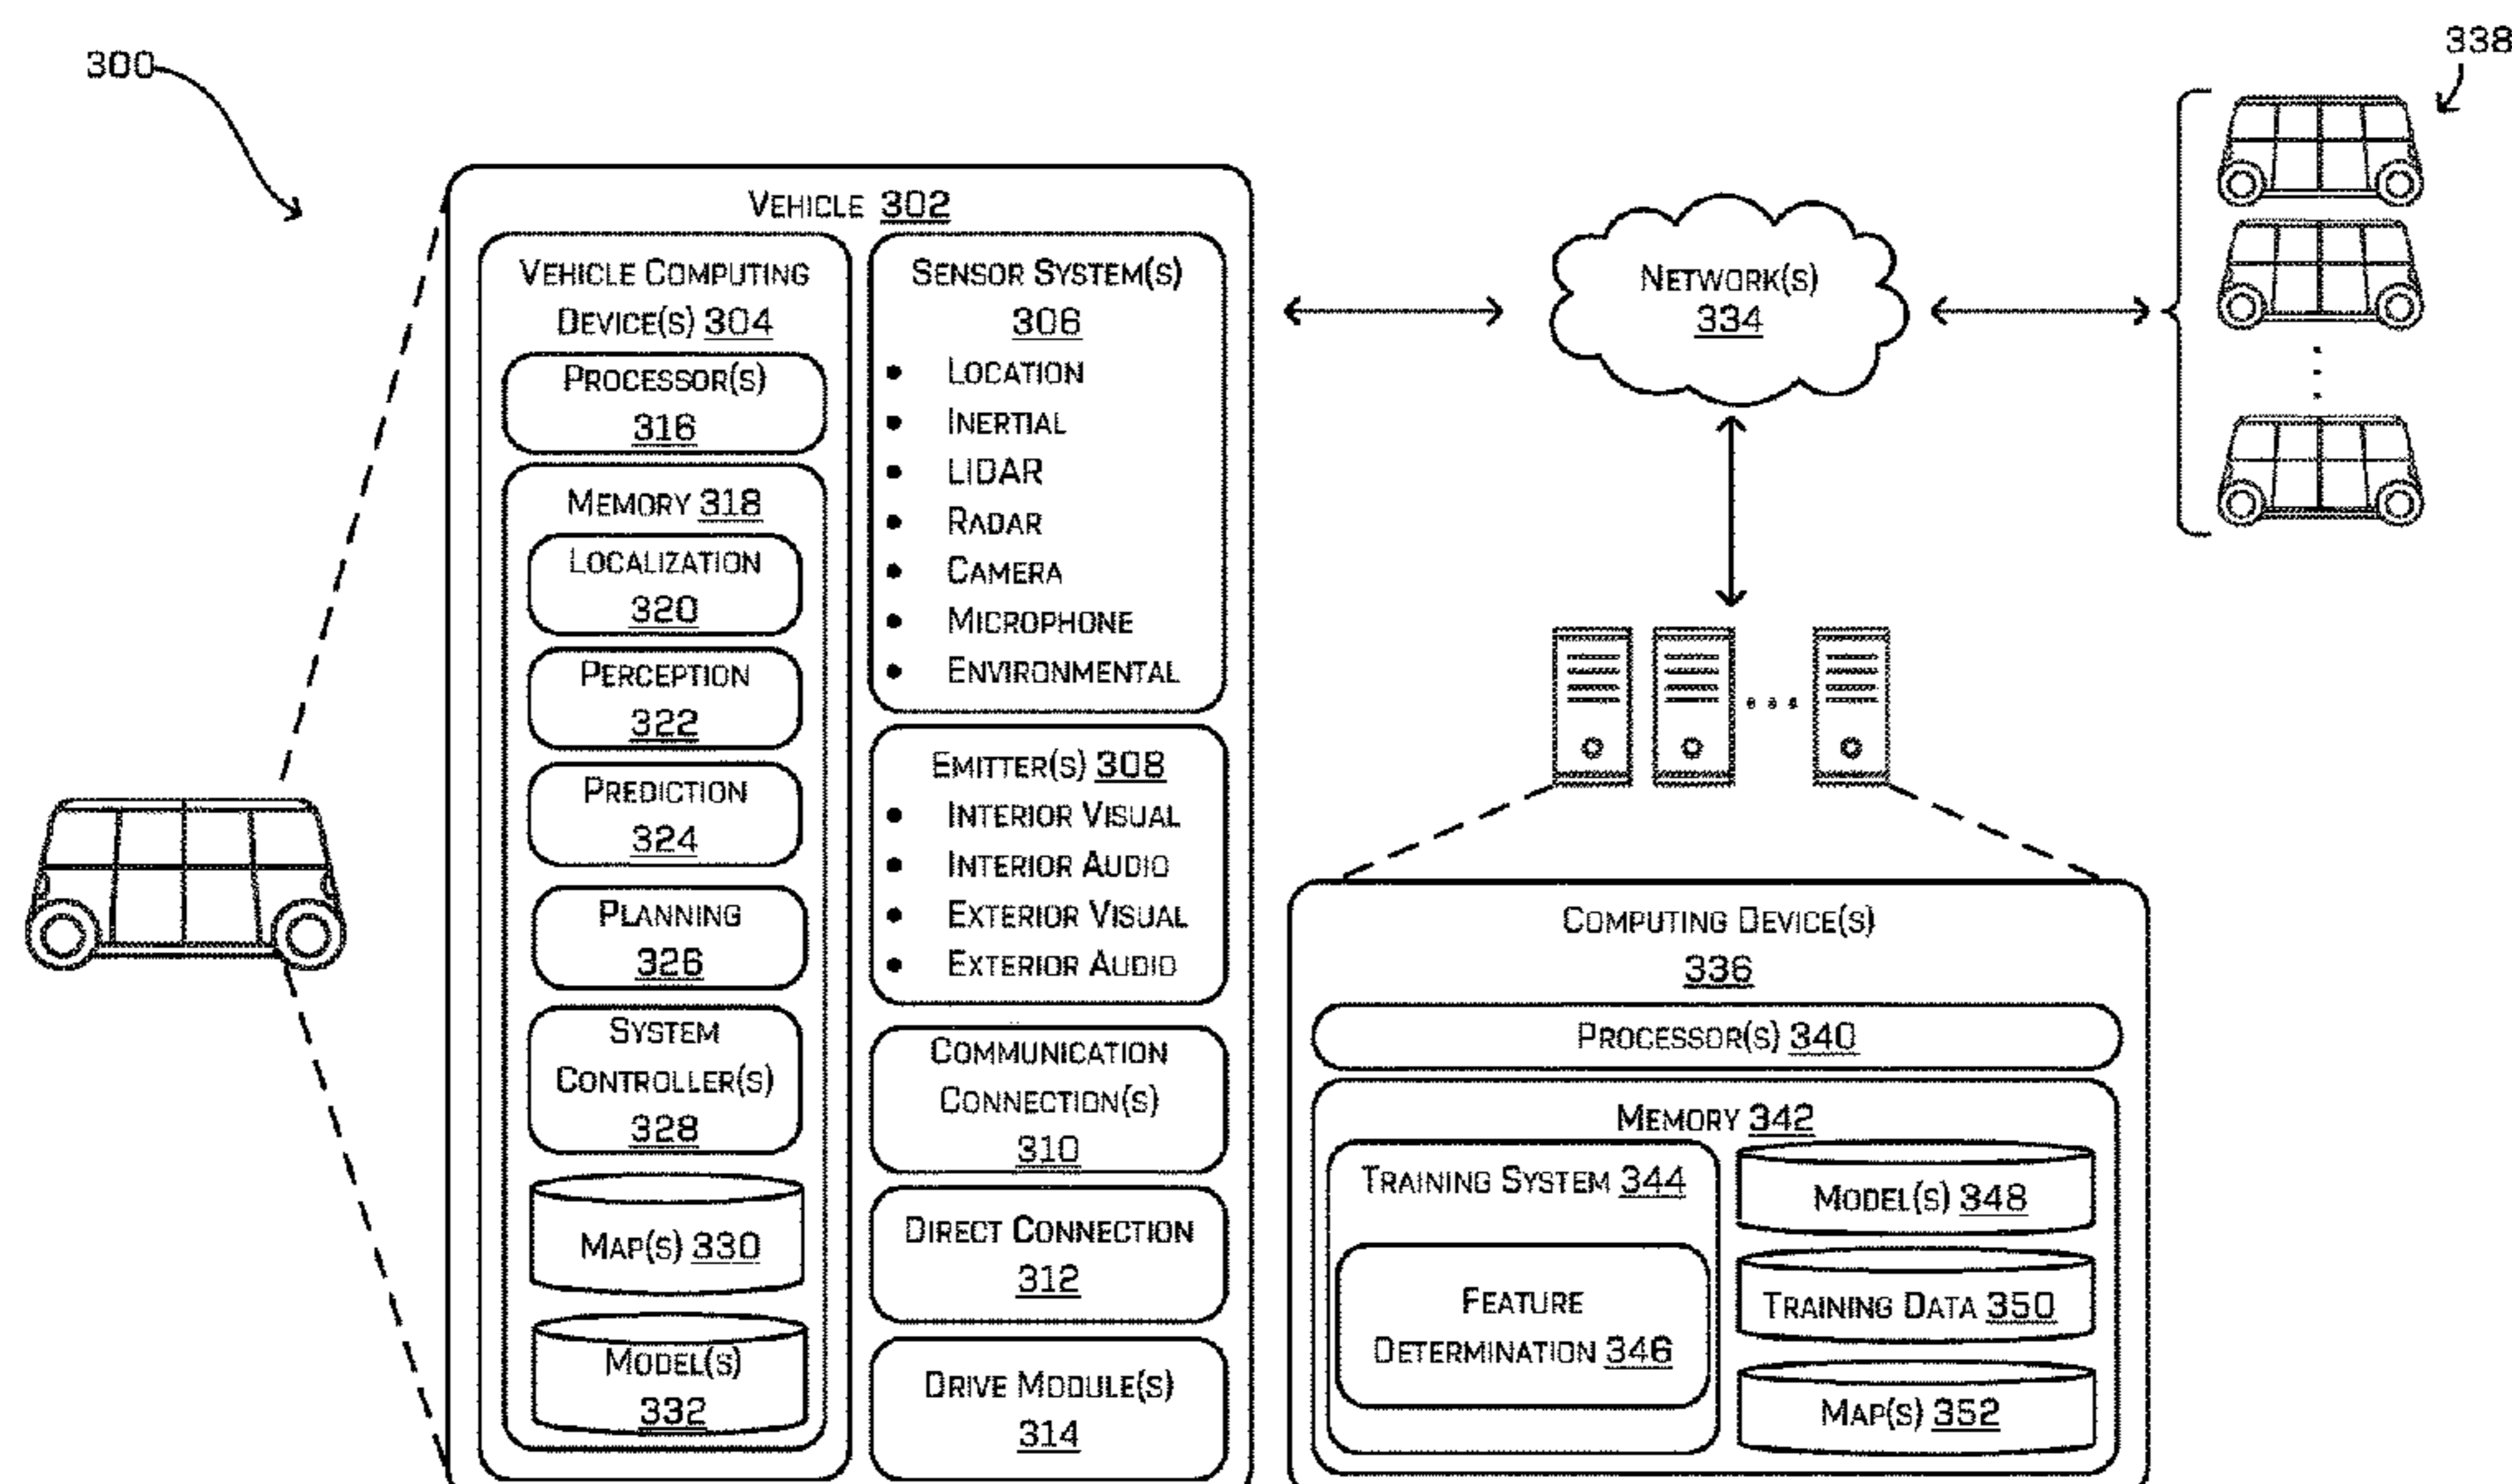 300
338
VEHICLE 302
VEHICLE COMPUTING
DEVICE(S) 304
PROCESSOR(S)
316
MEMORY 318
LOCALIZATION
320
PERCEPTION
322
PREDICTION
324
PLANNING
326
SYSTEM
CONTROLLER(S)
328
MAP(S) 330
MODEL(S)
332
SENSOR SYSTEM(S)
306
• LOCATION
• INERTIAL
• LIDAR
• RADAR
• CAMERA
• MICROPHONE
• ENVIRONMENTAL
EMITTER(S) 308
• INTERIOR VISUAL
• INTERIOR AUDIO
• EXTERIOR VISUAL
• EXTERIOR AUDIO
COMMUNICATION
CONNECTION(S)
310
DIRECT CONNECTION
312
DRIVE MODULE(S)
314
NETWORK(S)
334
COMPUTING DEVICE(S)
336
PROCESSOR(S) 340
MEMORY 342
TRAINING SYSTEM 344
FEATURE
DETERMINATION 346
MODEL(S) 348
TRAINING DATA 350
MAP(S) 352